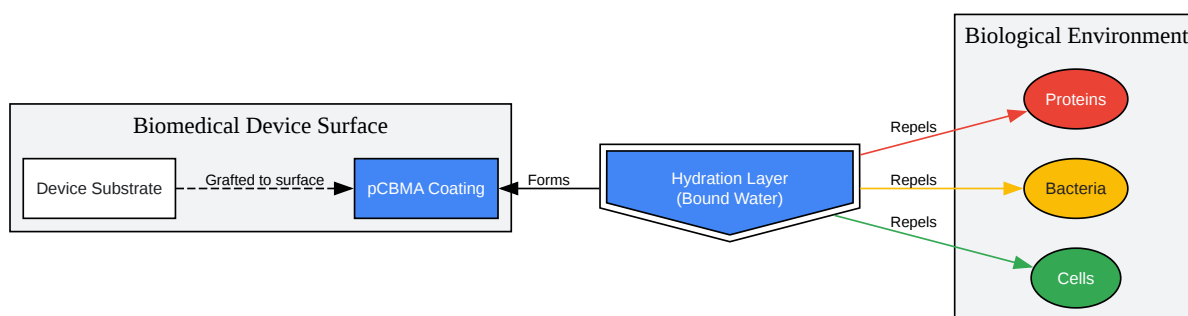 Biomedical Device Surface
Device Substrate
Grafted to surface
pCBMA Coating
Forms
Hydration Layer
(Bound Water)
Repels
Repels
Repels
Biological Environment
Proteins
Bacteria
Cells